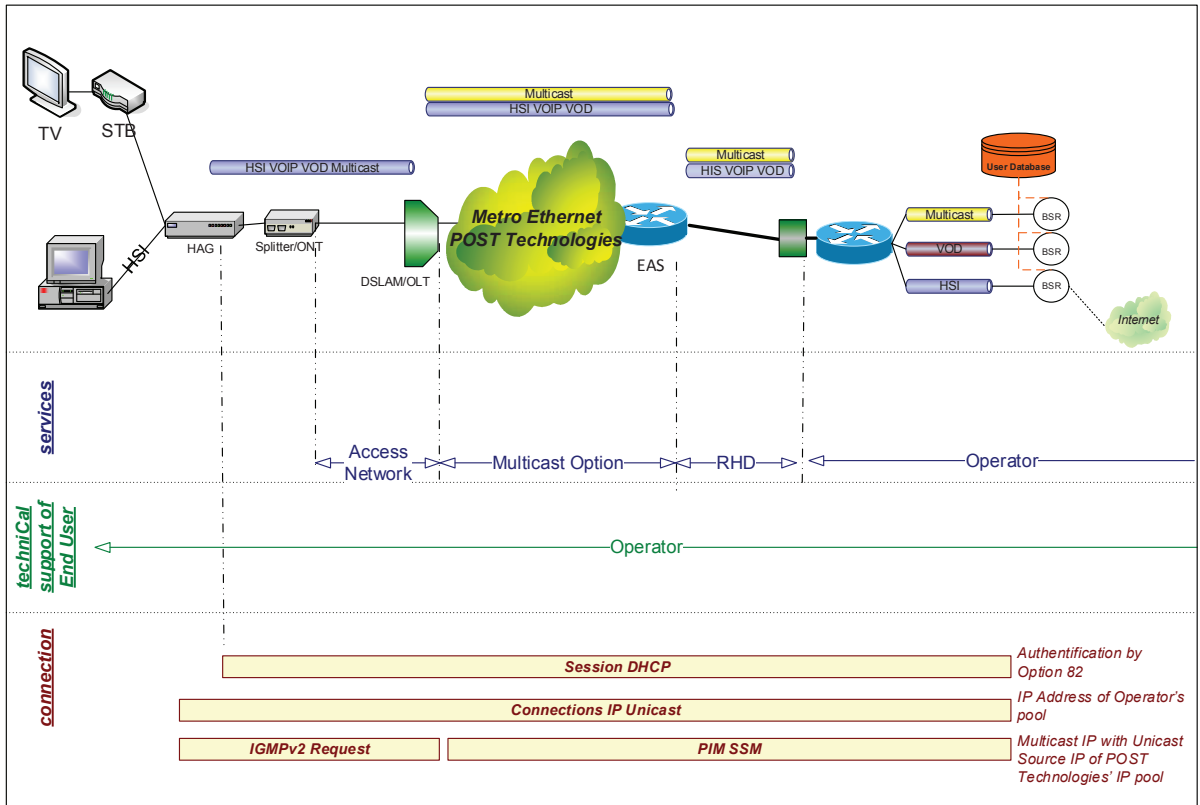 Multicast
HSI VOIP VOD
TV
STB
HSI VOIP VOD Multicast
Multicast
HIS VOIP VOD
User Database
Multicast
BSR
VOD
BSR
HSI
BSR
Internet
HSI
HAG
Splitter/ONT
DSLAM/OLT
Metro Ethernet
POST Technologies
EAS
services
Access
Network
Multicast Option
RHD
Operator
techniCal
support of
End User
Operator
connection
Session DHCP
Authentification by
Option 82
Connections IP Unicast
IP Address of Operator's
pool
IGMPv2 Request
PIM SSM
Multicast IP with Unicast
Source IP of POST
Technologies' IP pool